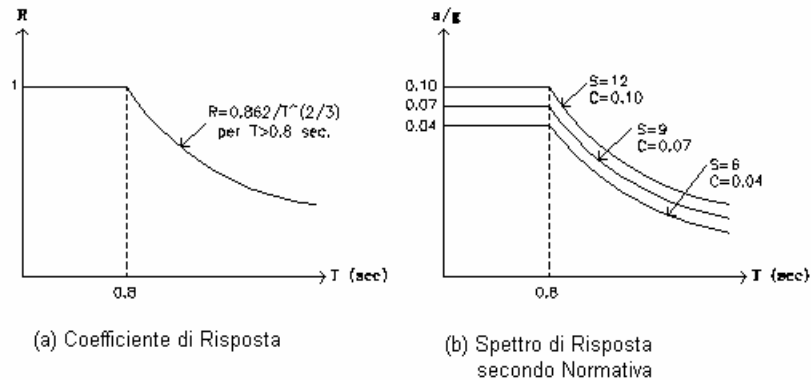 R
1
R=0.862/T^(2/3)
per T>0.8 sec.
0.8
T (sec)
(a) Coefficiente di Risposta
a/g
0.10
0.07
0.04
S=12
C=0.10
S=9
C=0.07
S=6
C=0.04
0.8
T (sec)
(b) Spettro di Risposta
secondo Normativa